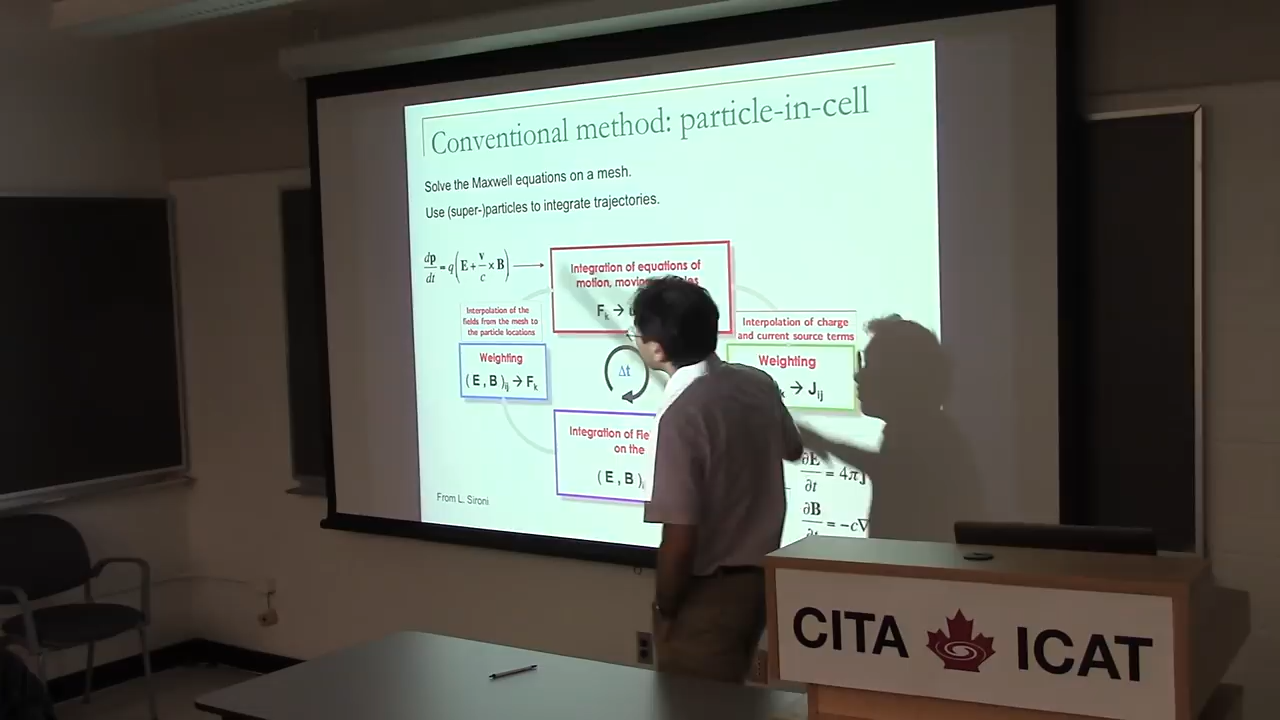 Conventional method: particle-in-cell
Solve the Maxwell equations on a mesh.
Use (super-)particles to integrate trajectories.
dp/dt = q(E + v/c × B)
Integration of equations of
motion, moving
F_k →
Interpolation of the
fields from the mesh to
the particle locations
Weighting
(E , B)_ij → F_k
Δt
Interpolation of charge
and current source terms
Weighting
→ J_ij
Integration of
on the
(E , B)
∂E/∂t = 4π
∂B = −c∇
From L. Sironi
CITA ICAT